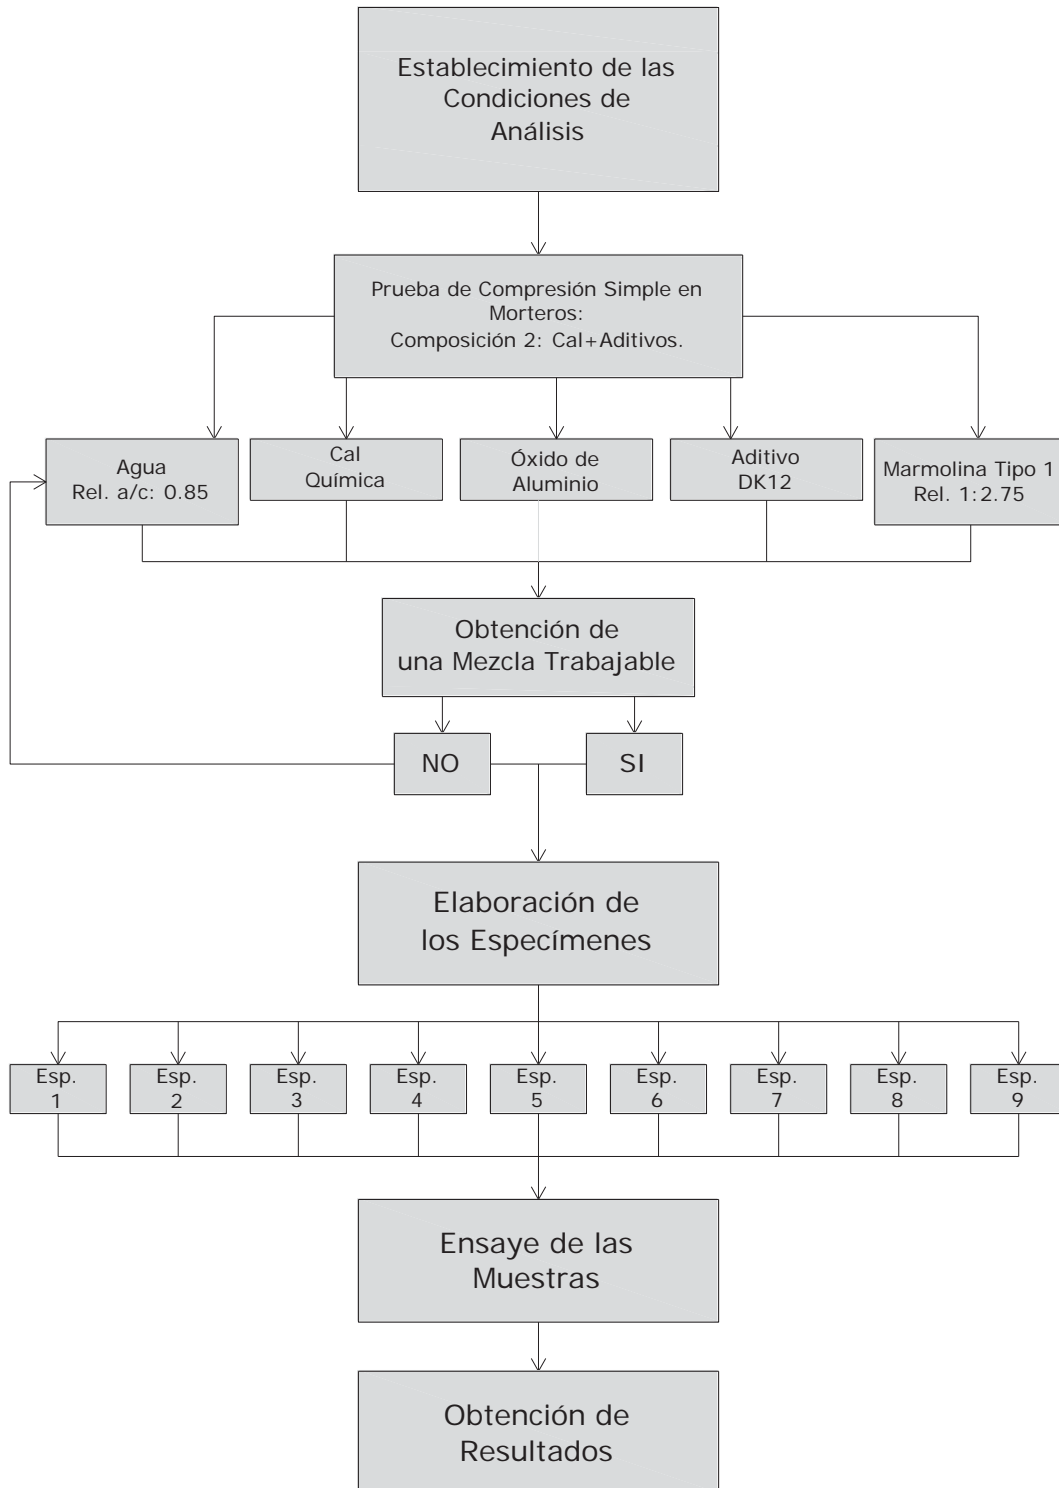 Establecimiento de las
Condiciones de
Análisis
Prueba de Compresión Simple en
Morteros:
Composición 2: Cal+Aditivos.
Agua
Rel. a/c: 0.85
Cal
Química
Óxido de
Aluminio
Aditivo
DK12
Marmolina Tipo 1
Rel. 1:2.75
Obtención de
una Mezcla Trabajable
NO
SI
Elaboración de
los Especímenes
Esp.
1
Esp.
2
Esp.
3
Esp.
4
Esp.
5
Esp.
6
Esp.
7
Esp.
8
Esp.
9
Ensaye de las
Muestras
Obtención de
Resultados